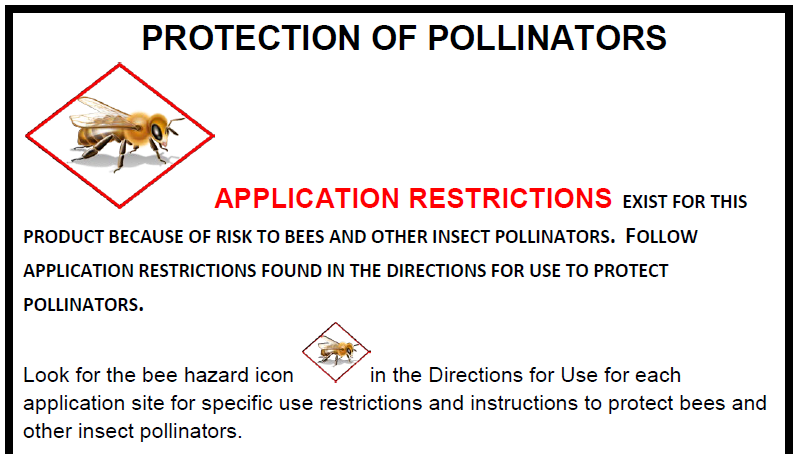 PROTECTION OF POLLINATORS
APPLICATION RESTRICTIONS EXIST FOR THIS
PRODUCT BECAUSE OF RISK TO BEES AND OTHER INSECT POLLINATORS. FOLLOW
APPLICATION RESTRICTIONS FOUND IN THE DIRECTIONS FOR USE TO PROTECT
POLLINATORS.
Look for the bee hazard icon in the Directions for Use for each
application site for specific use restrictions and instructions to protect bees and
other insect pollinators.